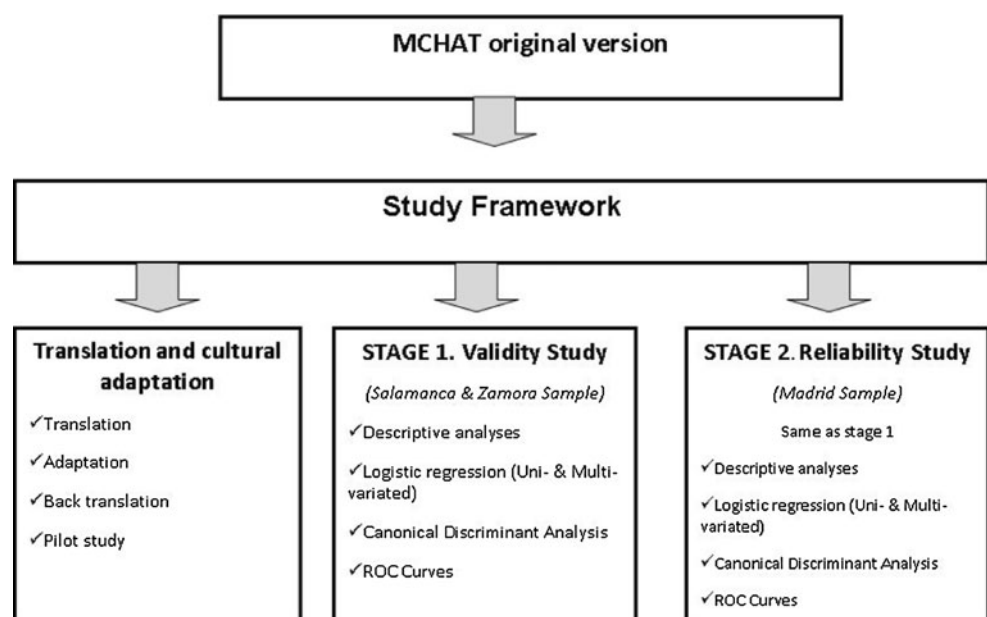 MCHAT original version
Study Framework
Translation and cultural
adaptation
✓Translation
✓Adaptation
✓Back translation
✓Pilot study
STAGE 1. Validity Study
(Salamanca & Zamora Sample)
✓Descriptive analyses
✓Logistic regression (Uni- & Multi-
variated)
✓Canonical Discriminant Analysis
✓ROC Curves
STAGE 2. Reliability Study
(Madrid Sample)
Same as stage 1
✓Descriptive analyses
✓Logistic regression (Uni- & Multi-
variated)
✓Canonical Discriminant Analysis
✓ROC Curves